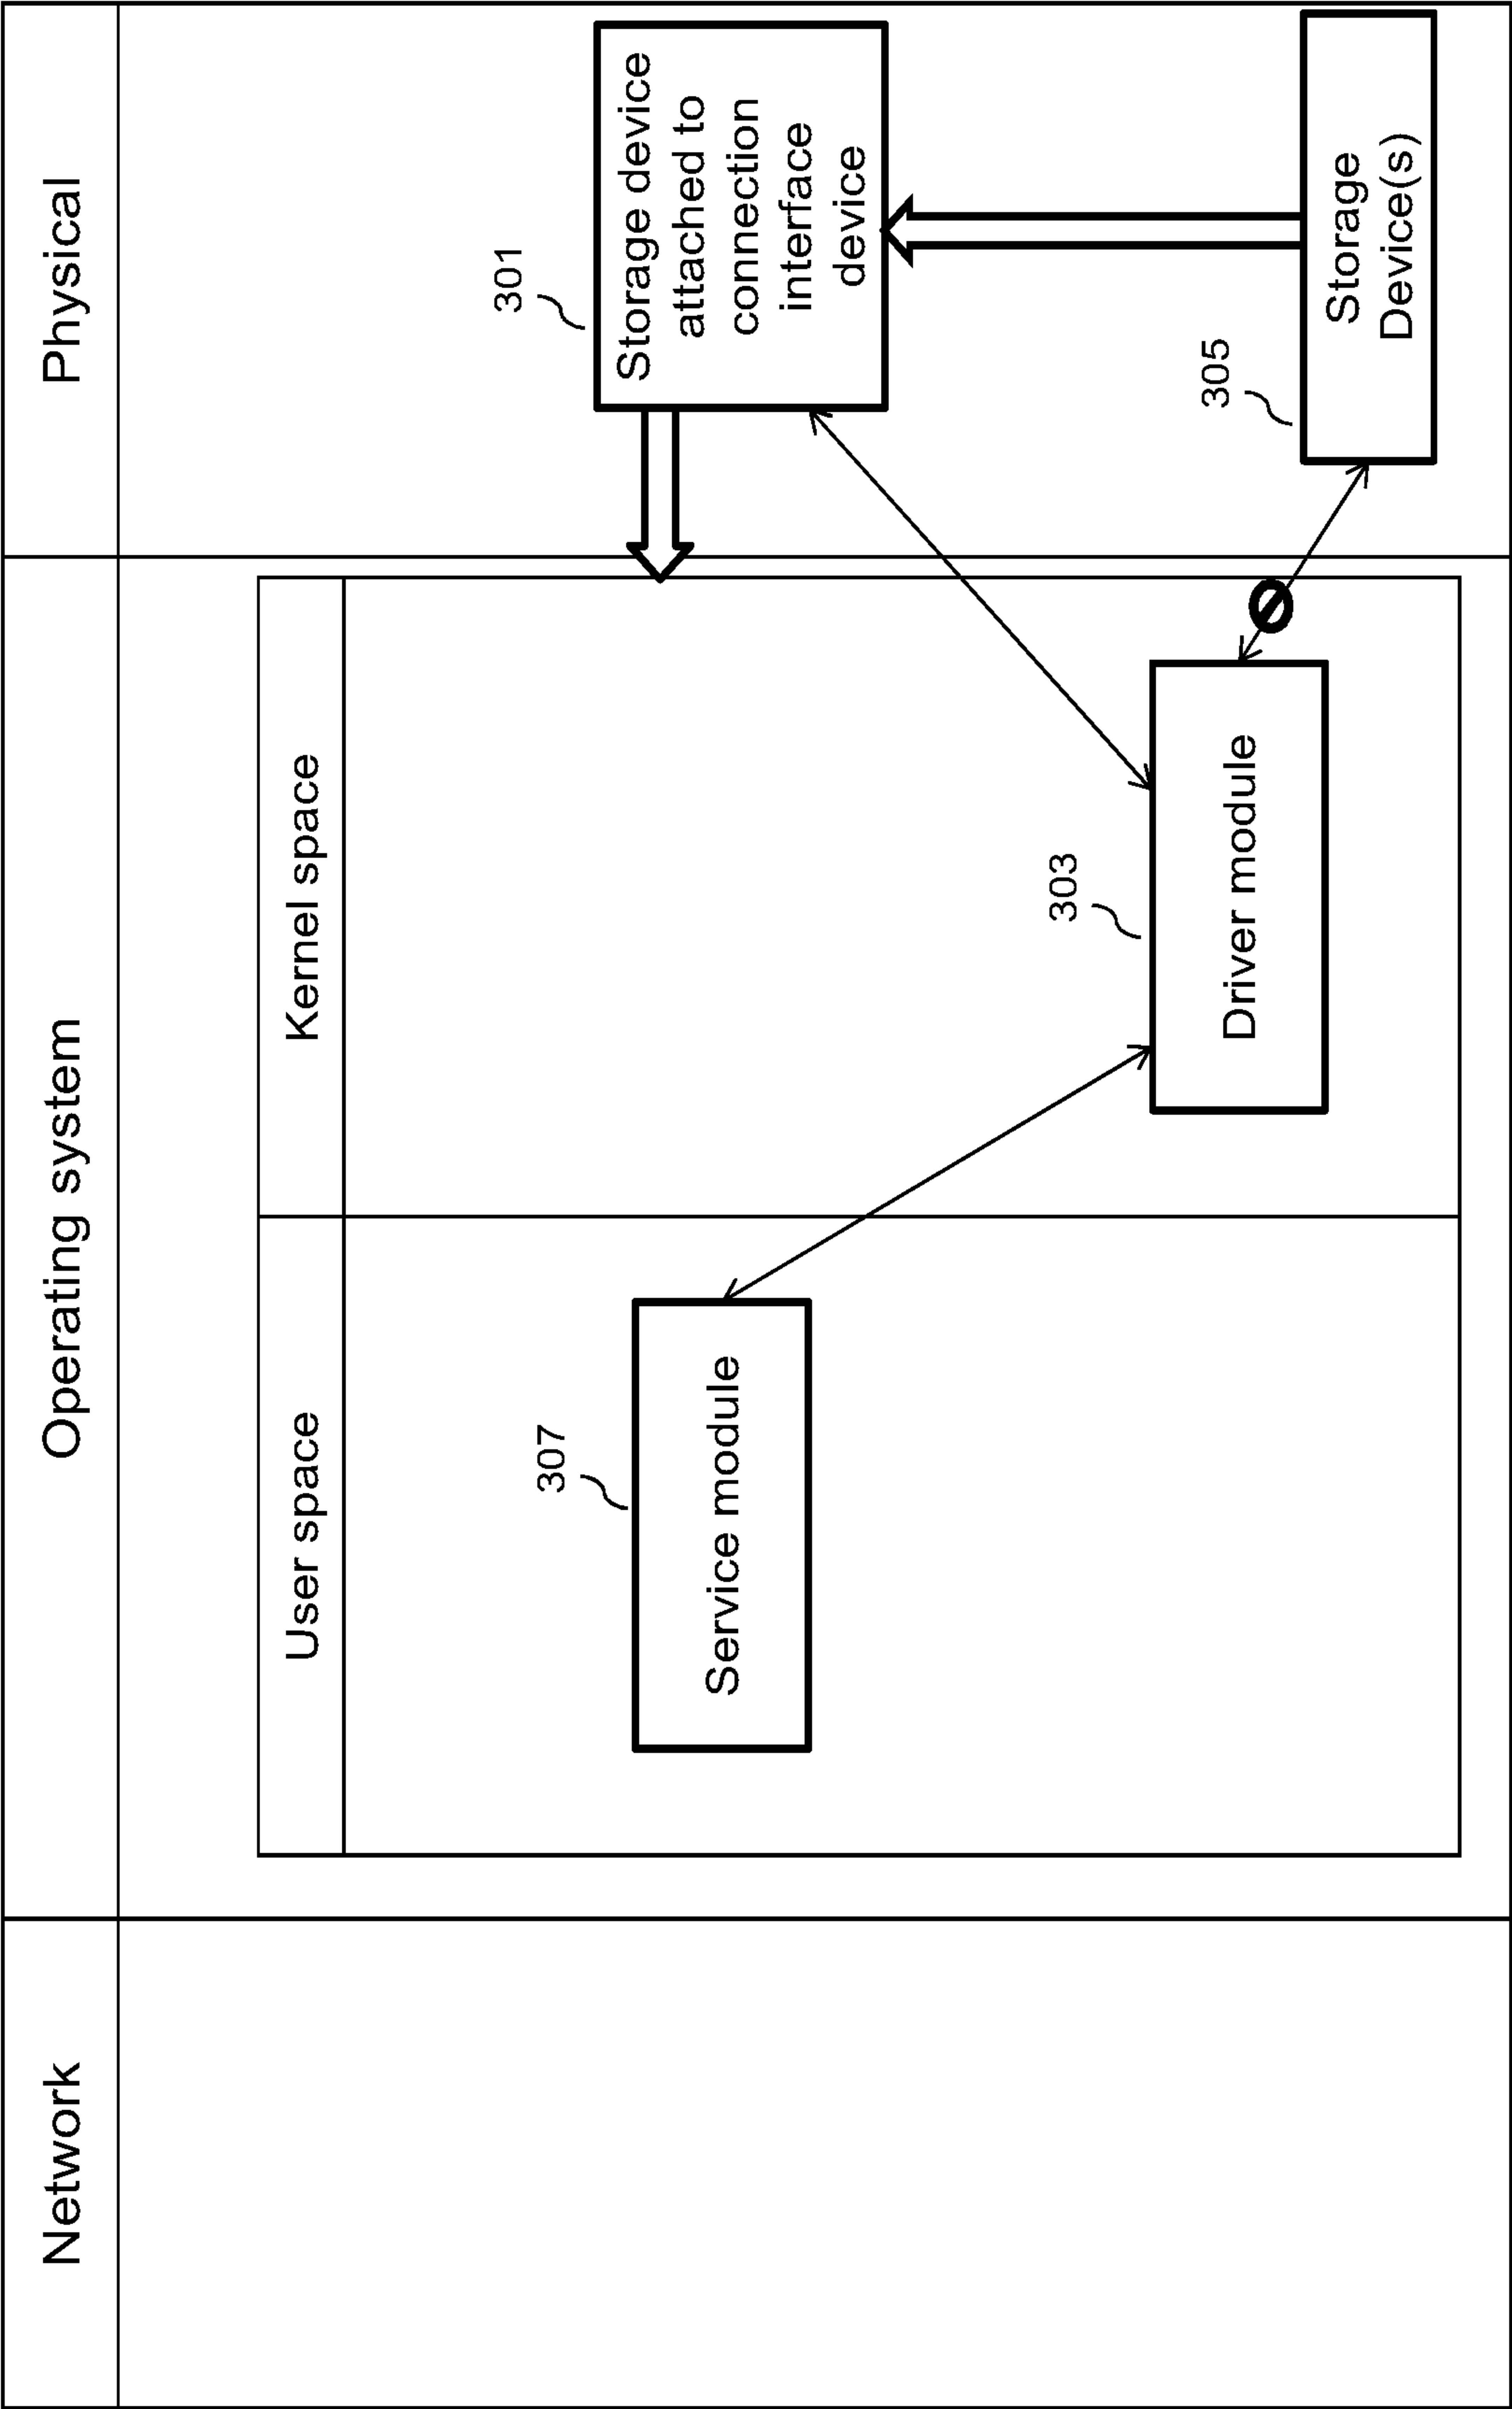 Network
Operating system
Physical
User space
Kernel space
301
Storage device
attached to
connection
interface
device
307
Service module
303
Driver module
305
Storage
Device(s)